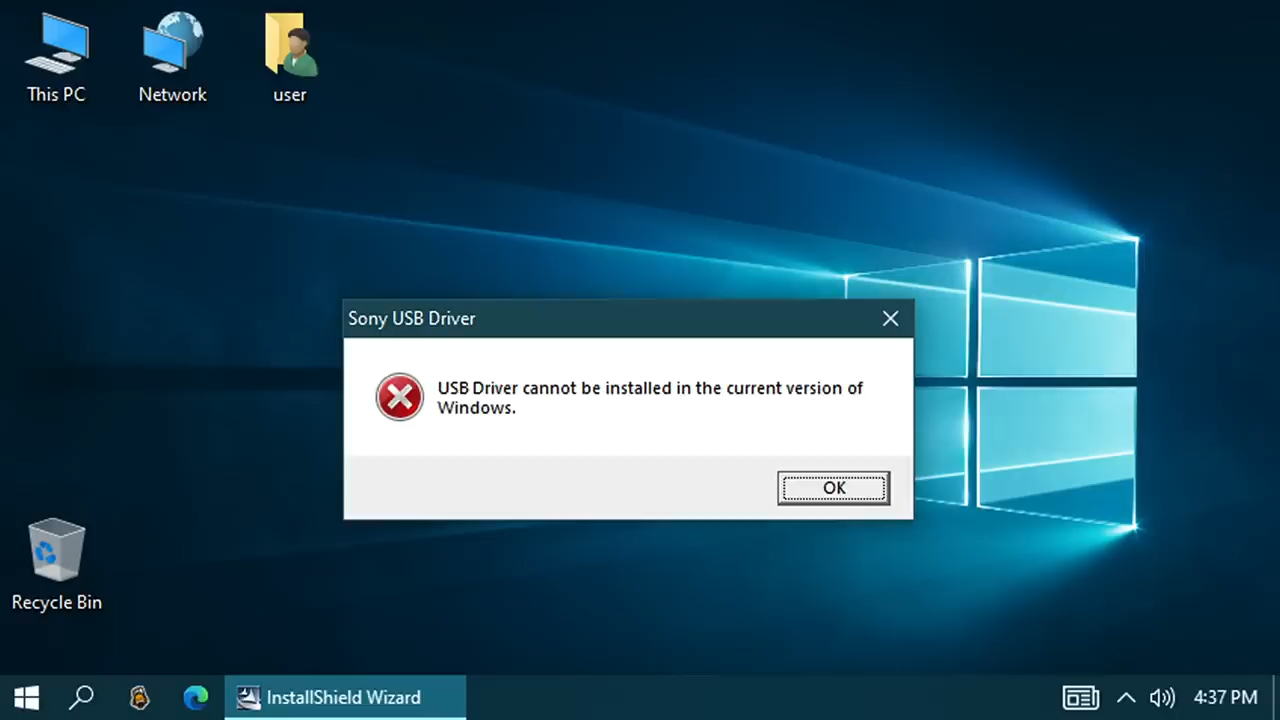 This PC
Network
user
Sony USB Driver
USB Driver cannot be installed in the current version of
Windows.
OK
Recycle Bin
InstallShield Wizard
4:37 PM